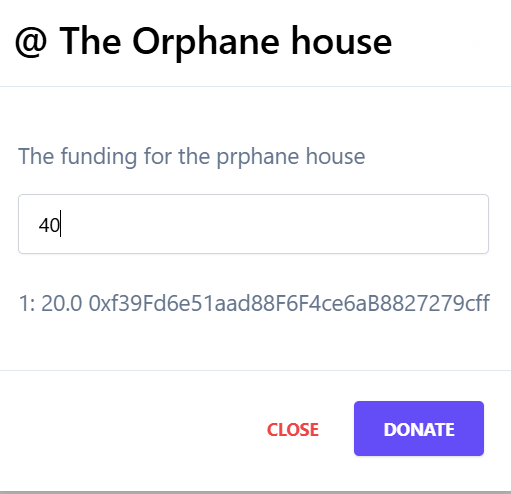 @ The Orphane house
The funding for the prphane house
40
1: 20.0 0xf39Fd6e51aad88F6F4ce6aB8827279cff
CLOSE
DONATE